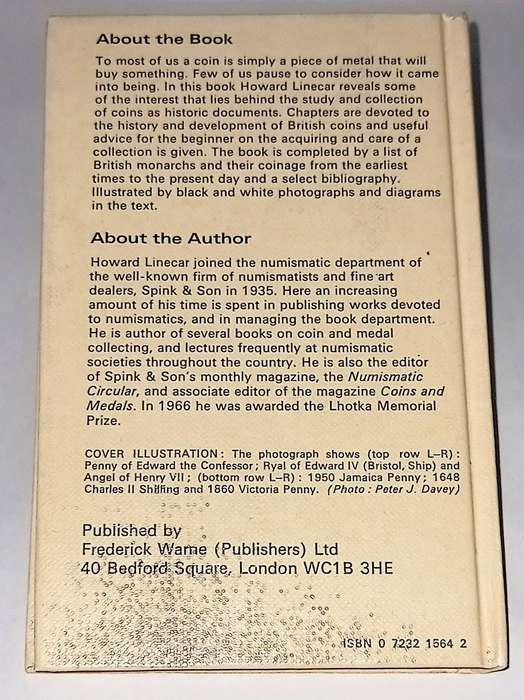 About the Book
To most of us a coin is simply a piece of metal that will
buy something. Few of us pause to consider how it came
into being. In this book Howard Linecar reveals some
of the interest that lies behind the study and collection
of coins as historic documents. Chapters are devoted to
the history and development of British coins and useful
advice for the beginner on the acquiring and care of a
collection is given. The book is completed by a list of
British monarchs and their coinage from the earliest
times to the present day and a select bibliography.
Illustrated by black and white photographs and diagrams
in the text.
About the Author
Howard Linecar joined the numismatic department of
the well-known firm of numismatists and fine art
dealers, Spink & Son in 1935. Here an increasing
amount of his time is spent in publishing works devoted
to numismatics, and in managing the book department.
He is author of several books on coin and medal
collecting, and lectures frequently at numismatic
societies throughout the country. He is also the editor
of Spink & Son's monthly magazine, the Numismatic
Circular, and associate editor of the magazine Coins and
Medals. In 1966 he was awarded the Lhotka Memorial
Prize.
COVER ILLUSTRATION: The photograph shows (top row L–R):
Penny of Edward the Confessor; Ryal of Edward IV (Bristol, Ship) and
Angel of Henry VII; (bottom row L–R): 1950 Jamaica Penny; 1648
Charles II Shilling and 1860 Victoria Penny. (Photo: Peter J. Davey)
Published by
Frederick Warne (Publishers) Ltd
40 Bedford Square, London WC1B 3HE
ISBN 0 7232 1564 2